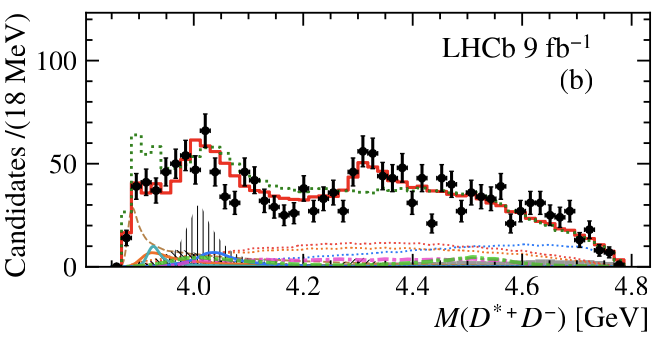 Candidates /(18 MeV)
100
50
0
LHCb 9 fb⁻¹
(b)
4.0
4.2
4.4
4.6
4.8
M(D*⁺D⁻) [GeV]